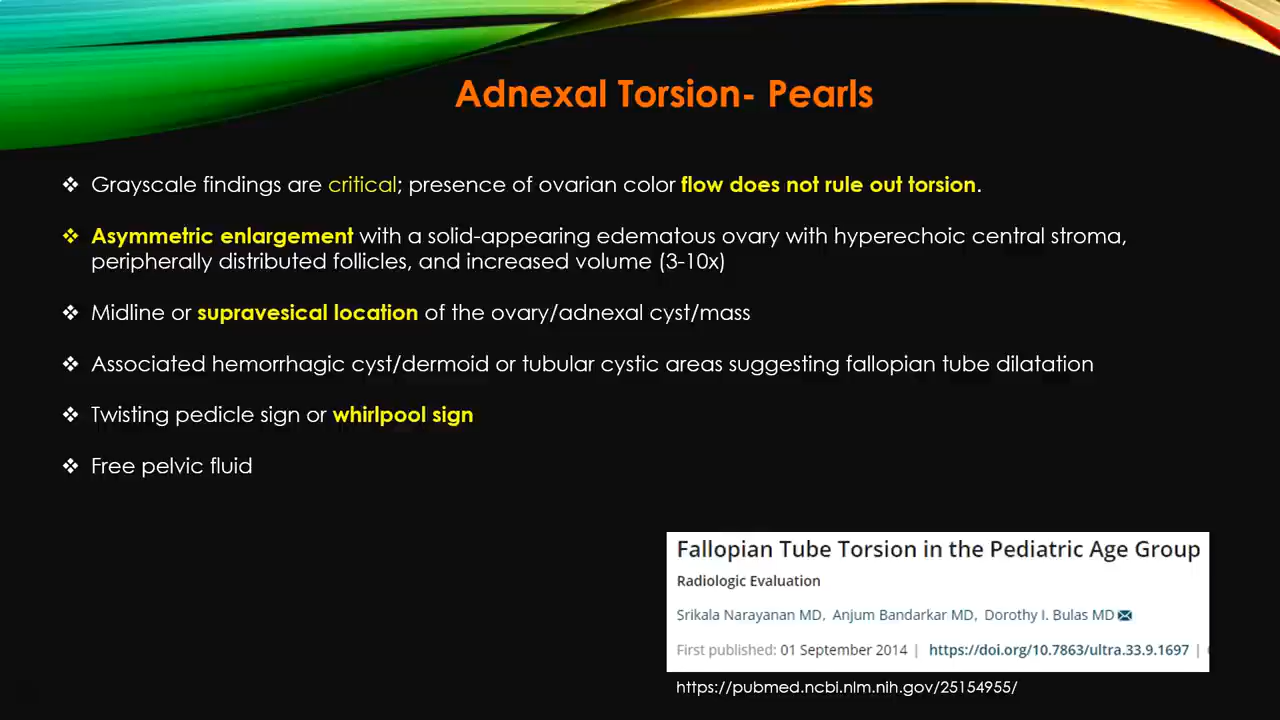 Adnexal Torsion- Pearls
❖ Grayscale findings are critical; presence of ovarian color flow does not rule out torsion.
❖ Asymmetric enlargement with a solid-appearing edematous ovary with hyperechoic central stroma,
peripherally distributed follicles, and increased volume (3-10x)
❖ Midline or supravesical location of the ovary/adnexal cyst/mass
❖ Associated hemorrhagic cyst/dermoid or tubular cystic areas suggesting fallopian tube dilatation
❖ Twisting pedicle sign or whirlpool sign
❖ Free pelvic fluid
Fallopian Tube Torsion in the Pediatric Age Group
Radiologic Evaluation
Srikala Narayanan MD, Anjum Bandarkar MD, Dorothy I. Bulas MD
First published: 01 September 2014 | https://doi.org/10.7863/ultra.33.9.1697 |
https://pubmed.ncbi.nlm.nih.gov/25154955/